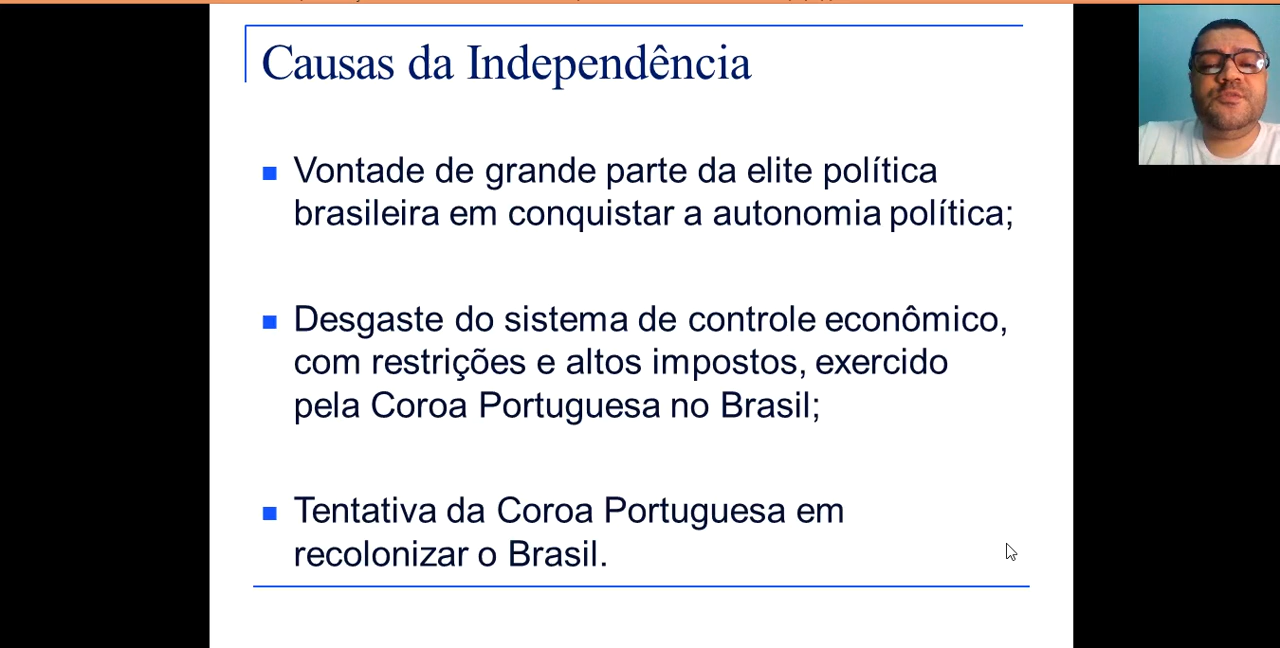 Causas da Independência
Vontade de grande parte da elite política
brasileira em conquistar a autonomia política;
Desgaste do sistema de controle econômico,
com restrições e altos impostos, exercido
pela Coroa Portuguesa no Brasil;
Tentativa da Coroa Portuguesa em
recolonizar o Brasil.